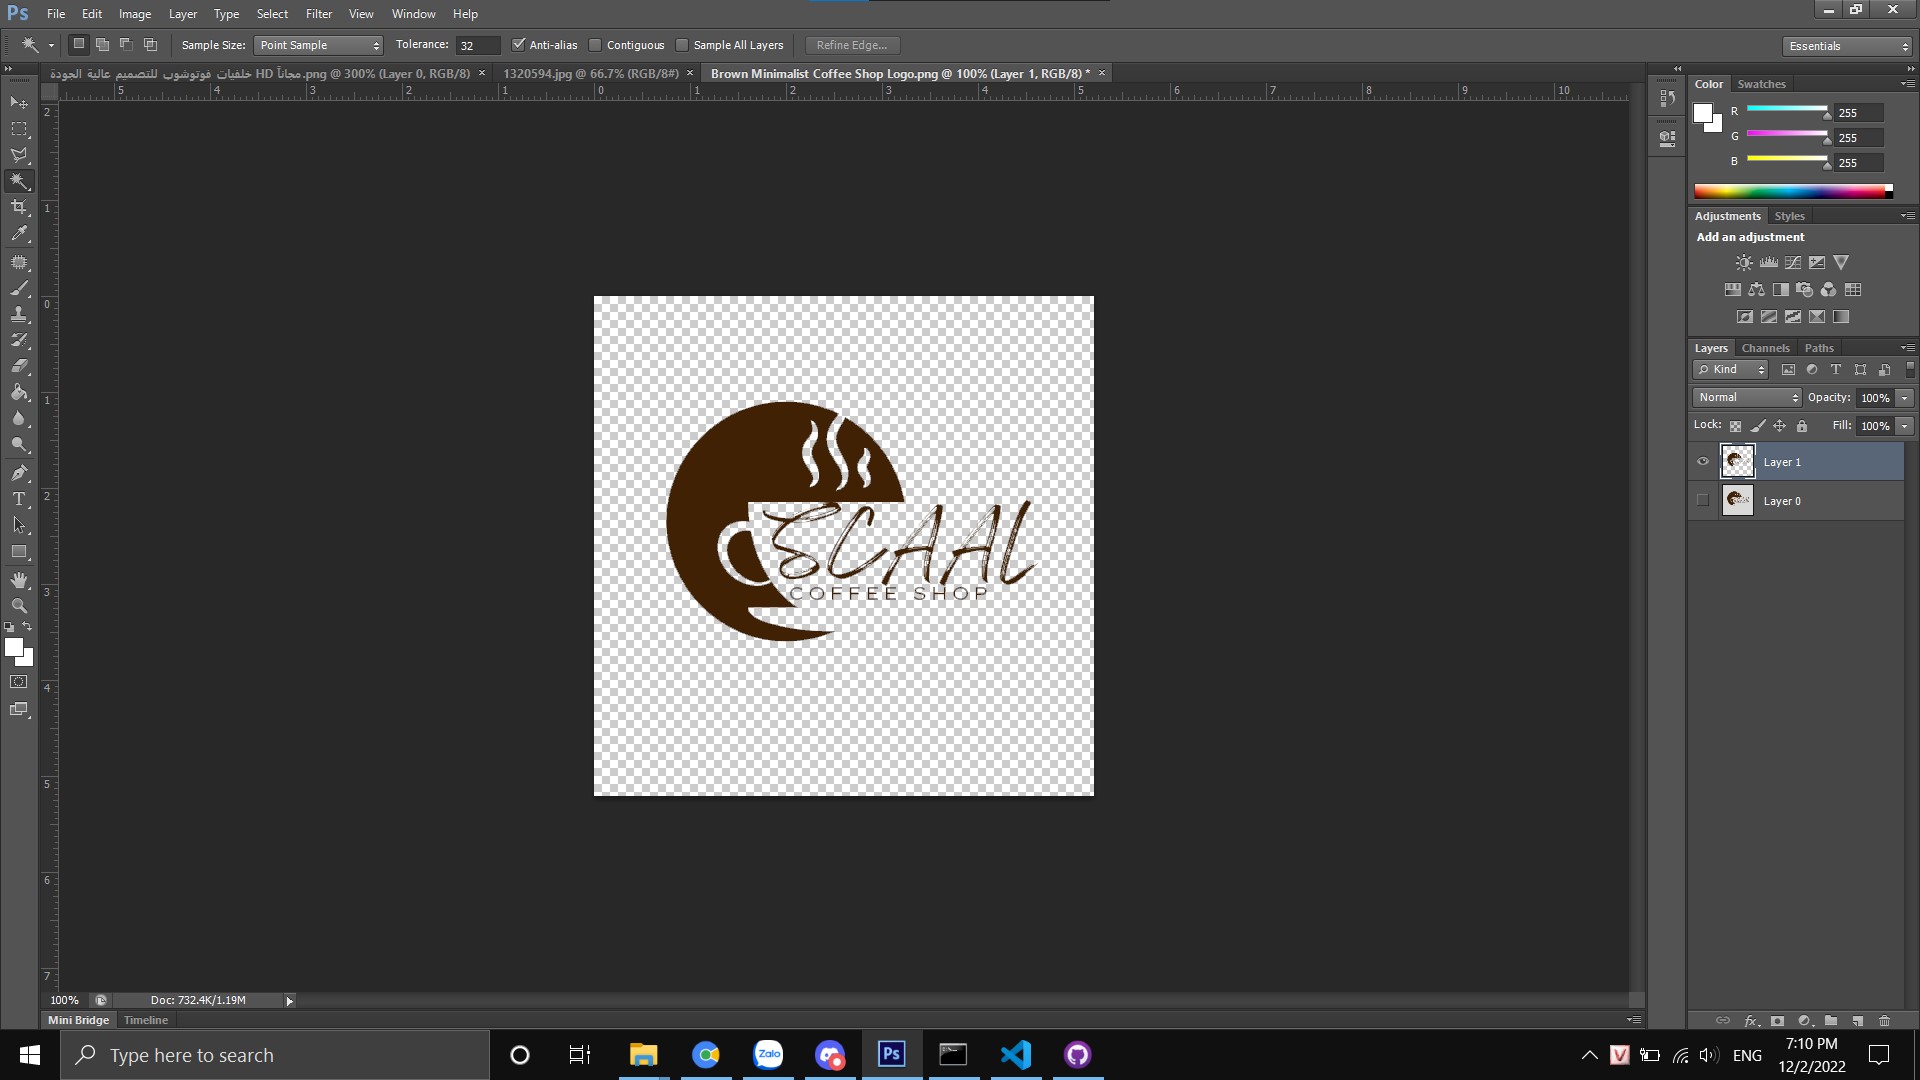 Ps File Edit Image Layer Type Select Filter View Window Help
Sample Size: Point Sample Tolerance: 32 Anti-alias Contiguous Sample All Layers Refine Edge... Essentials
خلفيات فوتوشوب للتصميم عالية الجودة HD مجاناً.png @ 300% (Layer 0, RGB/8) × 1320594.jpg @ 66.7% (RGB/8#) × Brown Minimalist Coffee Shop Logo.png @ 100% (Layer 1, RGB/8) * ×
5 4 3 2 1 0 1 2 3 4 5 6 7 8 9 10
2
1
0
1
2
3
4
5
6
7
SCAAL
COFFEE SHOP
Color Swatches
R 255
G 255
B 255
Adjustments Styles
Add an adjustment
Layers Channels Paths
Kind
Normal Opacity: 100%
Lock: Fill: 100%
Layer 1
Layer 0
100% Doc: 732.4K/1.19M
Mini Bridge Timeline
Type here to search
Zalo
Ps
V
ENG
7:10 PM
12/2/2022